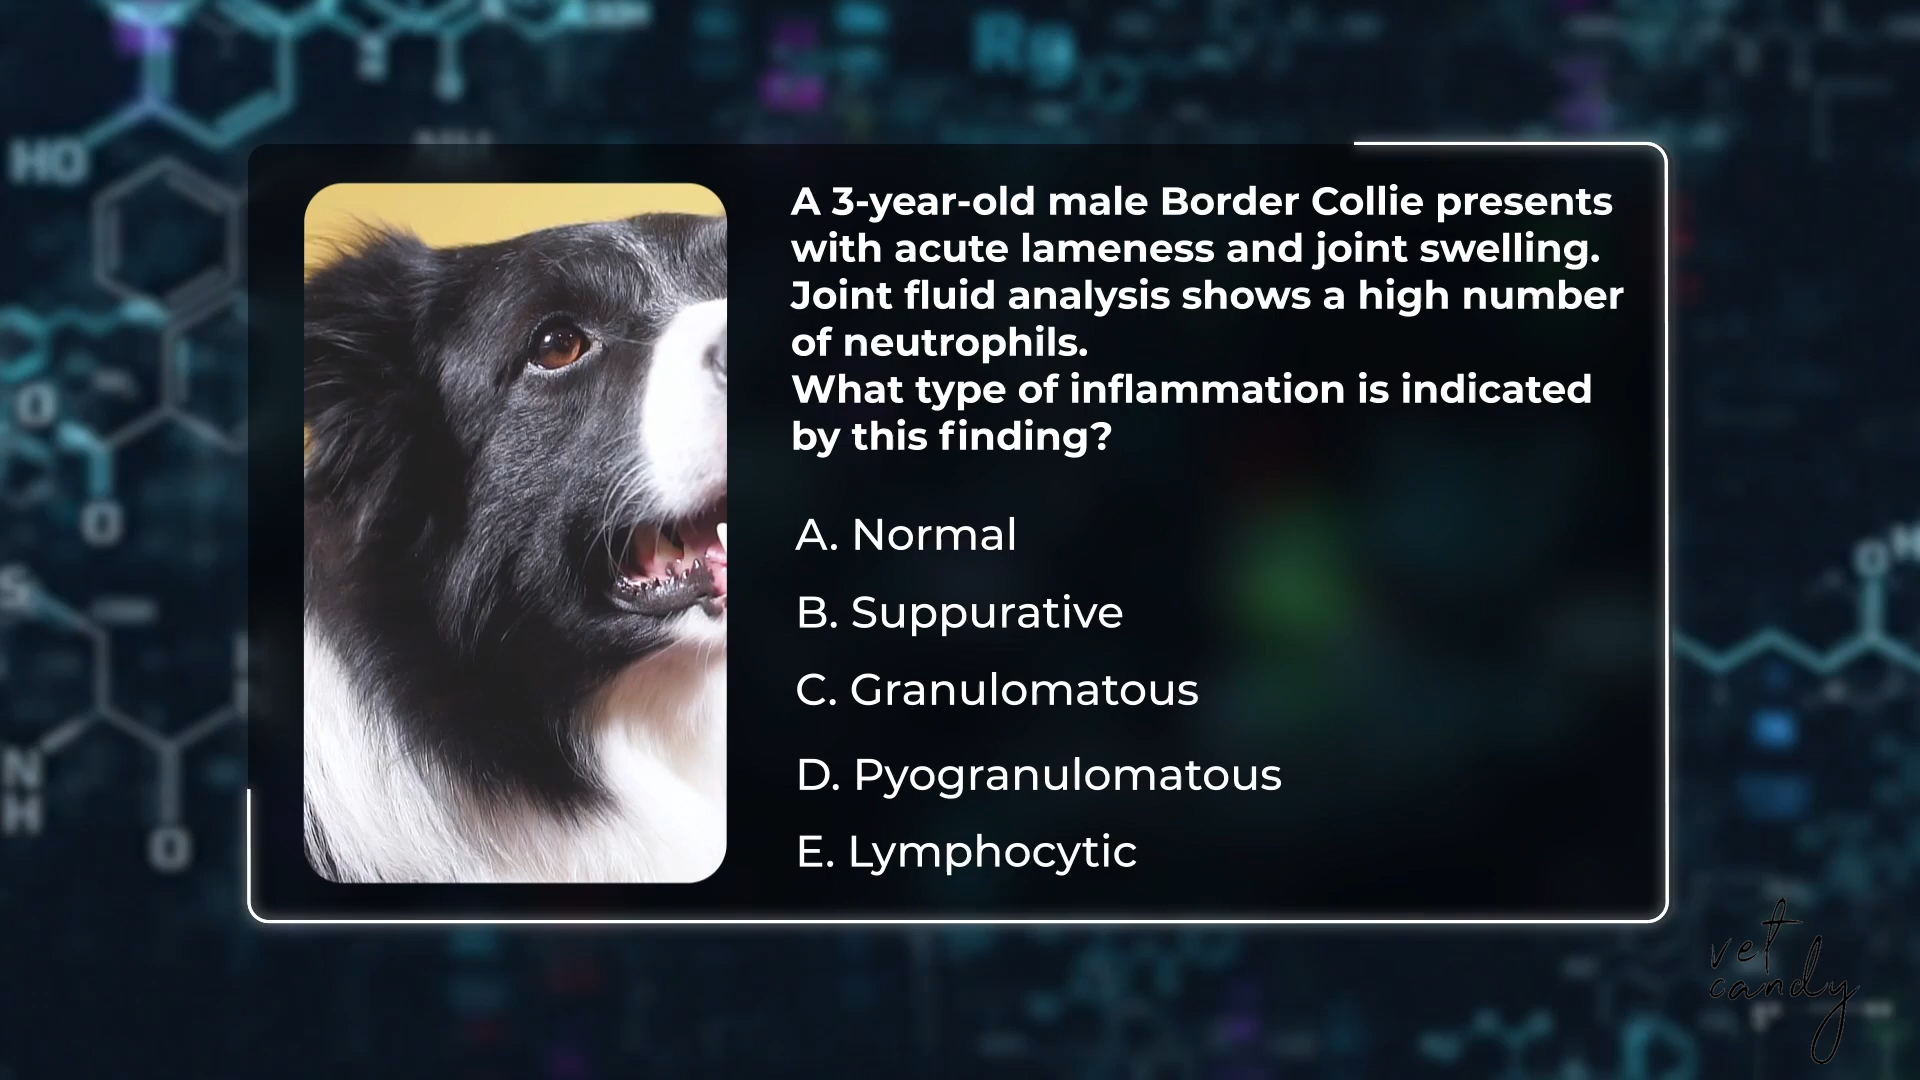 A 3-year-old male Border Collie presents
with acute lameness and joint swelling.
Joint fluid analysis shows a high number
of neutrophils.
What type of inflammation is indicated
by this finding?
A. Normal
B. Suppurative
C. Granulomatous
D. Pyogranulomatous
E. Lymphocytic
HO
O
O
S
N
H
O
O
H
vet
candy